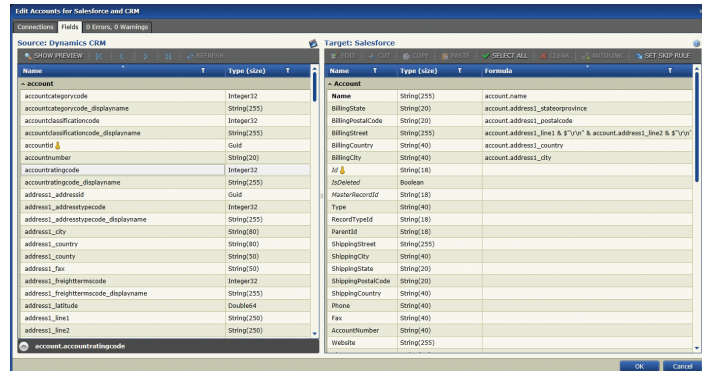 Edit Accounts for Salesforce and CRM
Connections Fields 0 Errors, 0 Warnings
Source: Dynamics CRM
SHOW PREVIEW REFRESH
Name T Type (size) T
account
accountcategorycode Integer32
accountcategorycode_displayname String(255)
accountclassificationcode Integer32
accountclassificationcode_displayname String(255)
accountid Guid
accountnumber String(20)
accountratingcode Integer32
accountratingcode_displayname String(255)
address1_addressid Guid
address1_addresstypecode Integer32
address1_addresstypecode_displayname String(255)
address1_city String(80)
address1_country String(80)
address1_county String(50)
address1_fax String(50)
address1_freighttermscode Integer32
address1_freighttermscode_displayname String(255)
address1_latitude Double64
address1_line1 String(250)
address1_line2 String(250)
account.accountratingcode
Target: Salesforce
EDIT CUT COPY PASTE SELECT ALL CLEAR AUTOLINK SET SKIP RULE
Name T Type (size) T Formula T
Account
Name String(255) account.name
BillingState String(20) account.address1_stateorprovince
BillingPostalCode String(20) account.address1_postalcode
BillingStreet String(255) account.address1_line1 & $"\r\n" & account.address1_line2 & $"\r\n"
BillingCountry String(40) account.address1_country
BillingCity String(40) account.address1_city
Id String(18)
IsDeleted Boolean
MasterRecordId String(18)
Type String(40)
RecordTypeId String(18)
ParentId String(18)
ShippingStreet String(255)
ShippingCity String(40)
ShippingState String(20)
ShippingPostalCode String(20)
ShippingCountry String(40)
Phone String(40)
Fax String(40)
AccountNumber String(40)
Website String(255)
OK Cancel